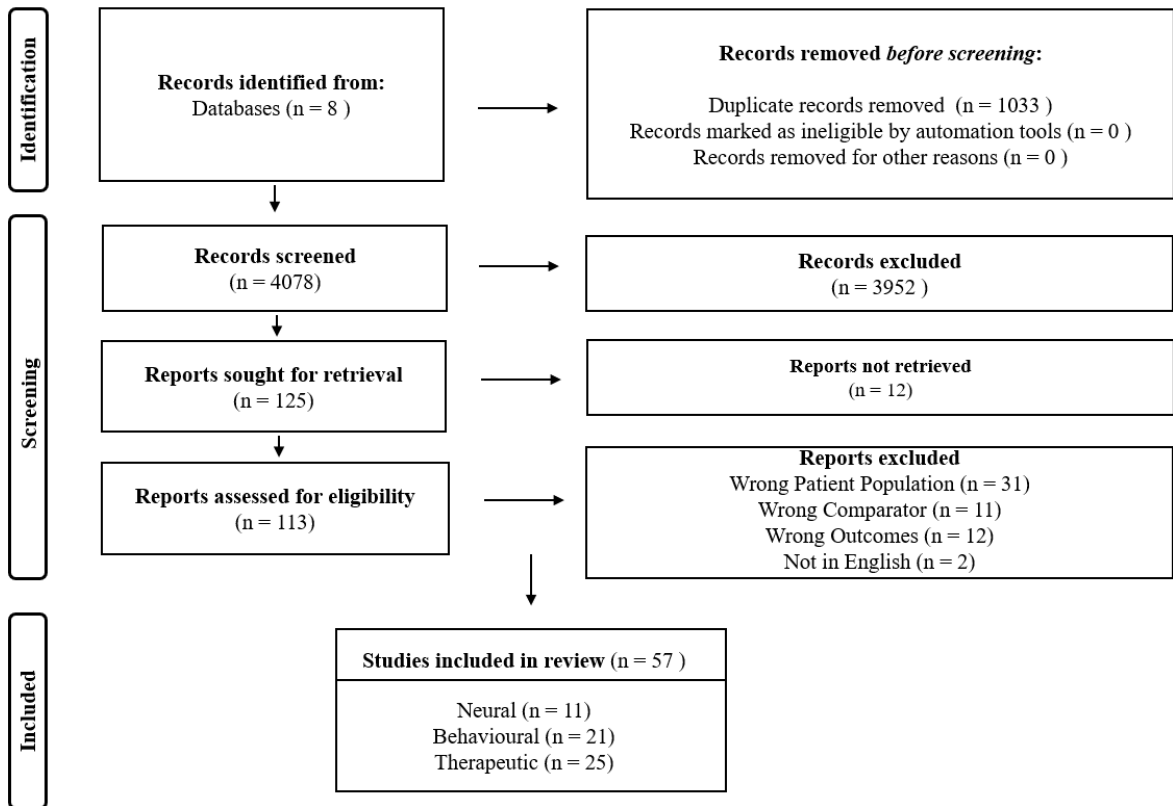 Identification
Records identified from:
Databases (n = 8 )
Records removed before screening:
Duplicate records removed  (n = 1033 )
Records marked as ineligible by automation tools (n = 0 )
Records removed for other reasons (n = 0 )
Screening
Records screened
(n = 4078)
Records excluded
(n = 3952 )
Reports sought for retrieval
(n = 125)
Reports not retrieved
(n = 12)
Reports assessed for eligibility
(n = 113)
Reports excluded
Wrong Patient Population (n = 31)
Wrong Comparator (n = 11)
Wrong Outcomes (n = 12)
Not in English (n = 2)
Included
Studies included in review (n = 57 )
Neural (n = 11)
Behavioural (n = 21)
Therapeutic (n = 25)